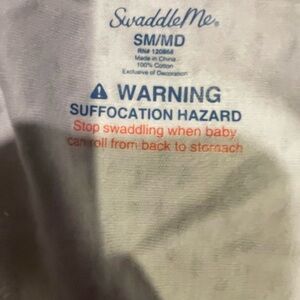 SwaddleMe®
SM/MD
RN# 120868
Made in China
100% Cotton
Exclusive of Decoration
⚠ WARNING
SUFFOCATION HAZARD
Stop swaddling when baby
can roll from back to stomach